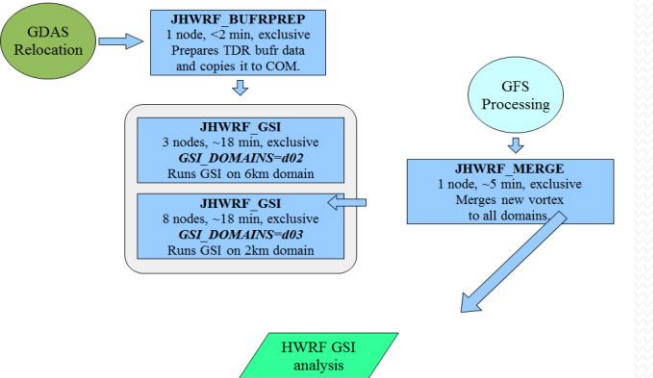 GDAS
Relocation
JHWRF_BUFRPREP
1 node, <2 min, exclusive
Prepares TDR bufr data
and copies it to COM.
GFS
Processing
JHWRF_GSI
3 nodes, ~18 min, exclusive
GSI_DOMAINS=d02
Runs GSI on 6km domain
JHWRF_MERGE
1 node, ~5 min, exclusive
Merges new vortex
to all domains.
JHWRF_GSI
8 nodes, ~18 min, exclusive
GSI_DOMAINS=d03
Runs GSI on 2km domain
HWRF GSI
analysis